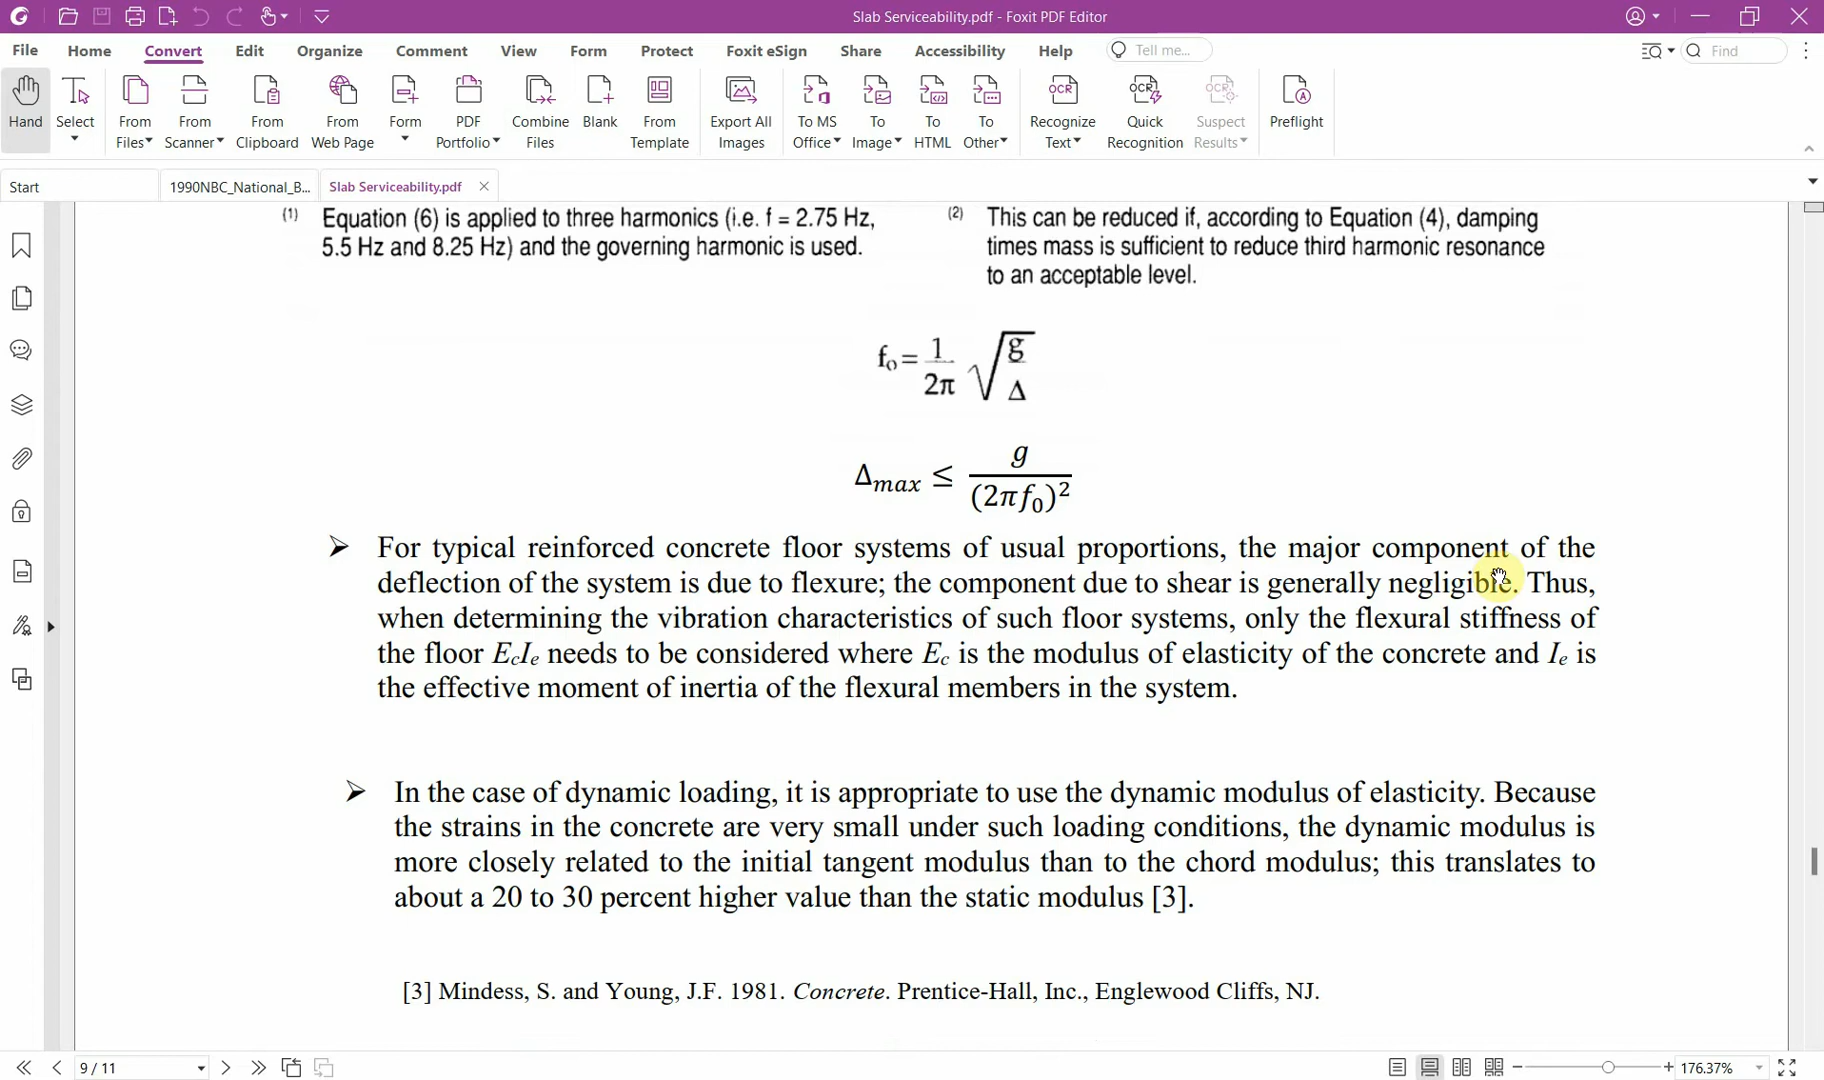 Slab Serviceability.pdf - Foxit PDF Editor
File Home Convert Edit Organize Comment View Form Protect Foxit eSign Share Accessibility Help Tell me... Find
Hand Select From Files From Scanner From Clipboard From Web Page Form PDF Portfolio Combine Files Blank From Template Export All Images To MS Office To Image To HTML To Other OCR Recognize Text OCR Quick Recognition OCR Suspect Results Preflight
Start 1990NBC_National_B... Slab Serviceability.pdf
(1) Equation (6) is applied to three harmonics (i.e. f = 2.75 Hz,
5.5 Hz and 8.25 Hz) and the governing harmonic is used.
(2) This can be reduced if, according to Equation (4), damping
times mass is sufficient to reduce third harmonic resonance
to an acceptable level.
f₀ = 1/2π √(g/Δ)
Δmax ≤ g/(2πf₀)²
➢ For typical reinforced concrete floor systems of usual proportions, the major component of the
deflection of the system is due to flexure; the component due to shear is generally negligible. Thus,
when determining the vibration characteristics of such floor systems, only the flexural stiffness of
the floor EcIe needs to be considered where Ec is the modulus of elasticity of the concrete and Ie is
the effective moment of inertia of the flexural members in the system.
➢ In the case of dynamic loading, it is appropriate to use the dynamic modulus of elasticity. Because
the strains in the concrete are very small under such loading conditions, the dynamic modulus is
more closely related to the initial tangent modulus than to the chord modulus; this translates to
about a 20 to 30 percent higher value than the static modulus [3].
[3] Mindess, S. and Young, J.F. 1981. Concrete. Prentice-Hall, Inc., Englewood Cliffs, NJ.
9 / 11 176.37%